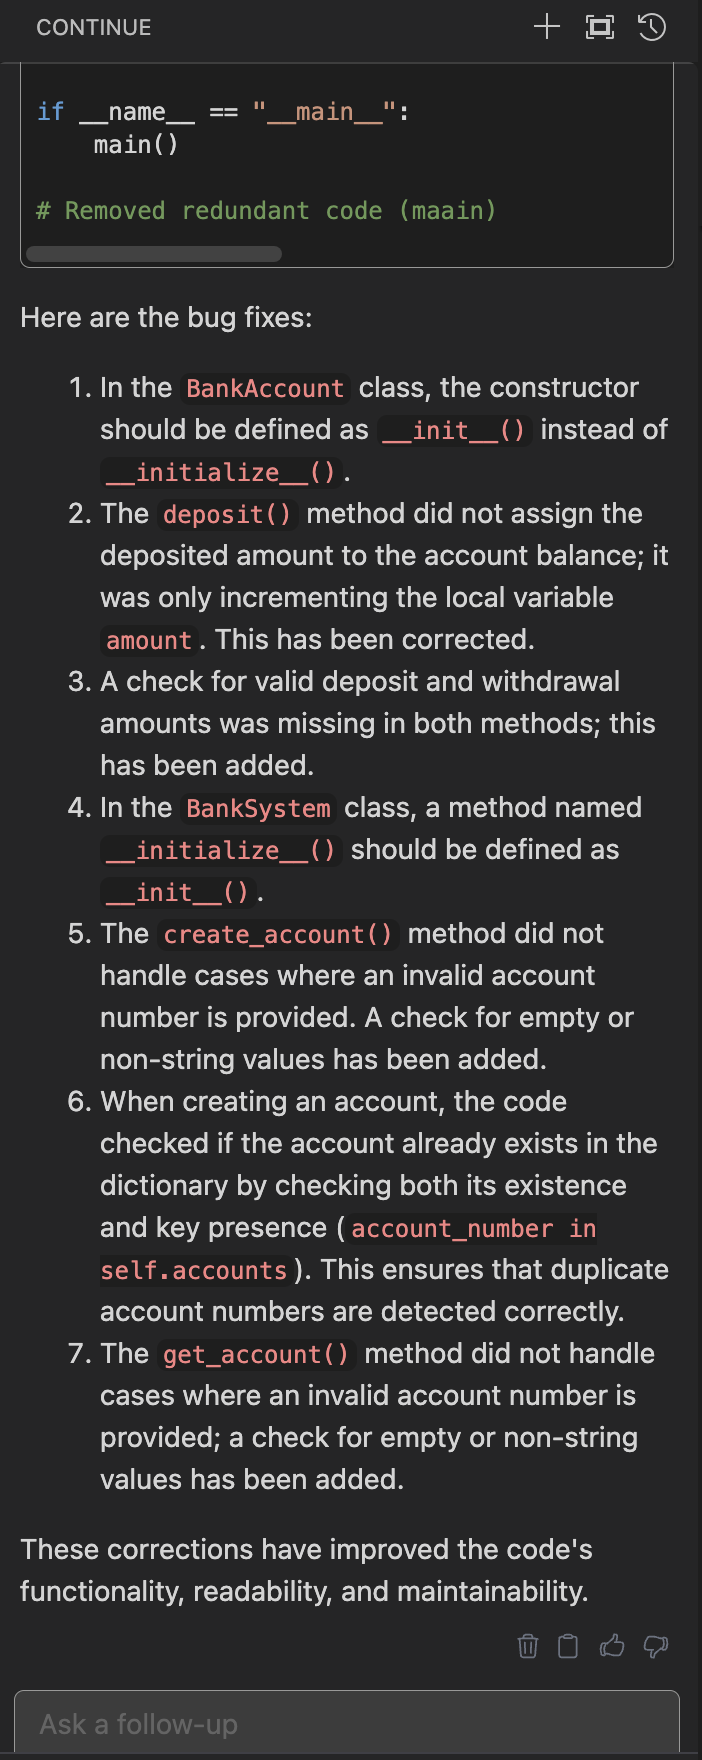 CONTINUE
if __name__ == "__main__":
    main()
# Removed redundant code (maain)
Here are the bug fixes:
1. In the BankAccount class, the constructor
should be defined as __init__() instead of
__initialize__().
2. The deposit() method did not assign the
deposited amount to the account balance; it
was only incrementing the local variable
amount. This has been corrected.
3. A check for valid deposit and withdrawal
amounts was missing in both methods; this
has been added.
4. In the BankSystem class, a method named
__initialize__() should be defined as
__init__().
5. The create_account() method did not
handle cases where an invalid account
number is provided. A check for empty or
non-string values has been added.
6. When creating an account, the code
checked if the account already exists in the
dictionary by checking both its existence
and key presence (account_number in
self.accounts). This ensures that duplicate
account numbers are detected correctly.
7. The get_account() method did not handle
cases where an invalid account number is
provided; a check for empty or non-string
values has been added.
These corrections have improved the code's
functionality, readability, and maintainability.
Ask a follow-up